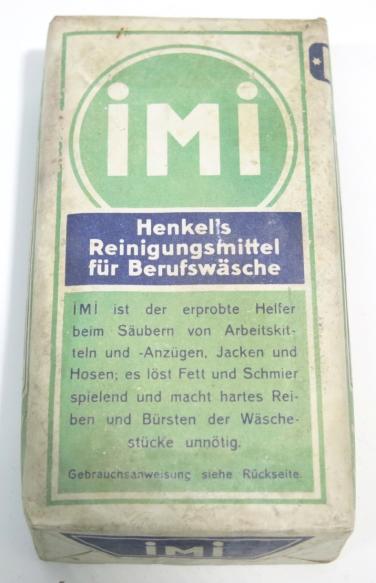 iMi
Henkel's
Reinigungsmittel
für Berufswäsche
iMi ist der erprobte Helfer
beim Säubern von Arbeitskit-
teln und -Anzügen, Jacken und
Hosen; es löst Fett und Schmier
spielend und macht hartes Rei-
ben und Bürsten der Wäsche-
stücke unnötig.
Gebrauchsanweisung siehe Rückseite.
iMi